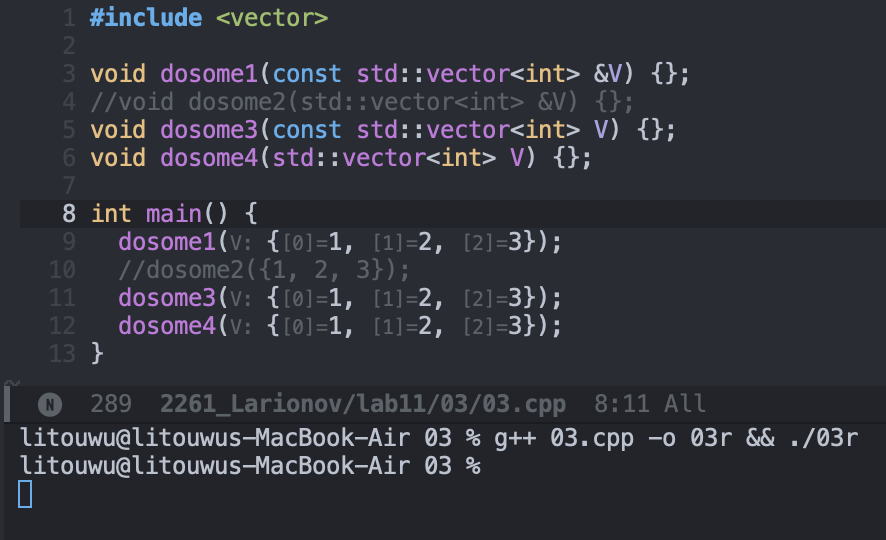 1 #include <vector>
2
3 void dosome1(const std::vector<int> &V) {};
4 //void dosome2(std::vector<int> &V) {};
5 void dosome3(const std::vector<int> V) {};
6 void dosome4(std::vector<int> V) {};
7
8 int main() {
9   dosome1(V: {[0]=1, [1]=2, [2]=3});
10   //dosome2({1, 2, 3});
11   dosome3(V: {[0]=1, [1]=2, [2]=3});
12   dosome4(V: {[0]=1, [1]=2, [2]=3});
13 }
~
N 289 2261_Larionov/lab11/03/03.cpp 8:11 All
litouwu@litouwus-MacBook-Air 03 % g++ 03.cpp -o 03r && ./03r
litouwu@litouwus-MacBook-Air 03 %